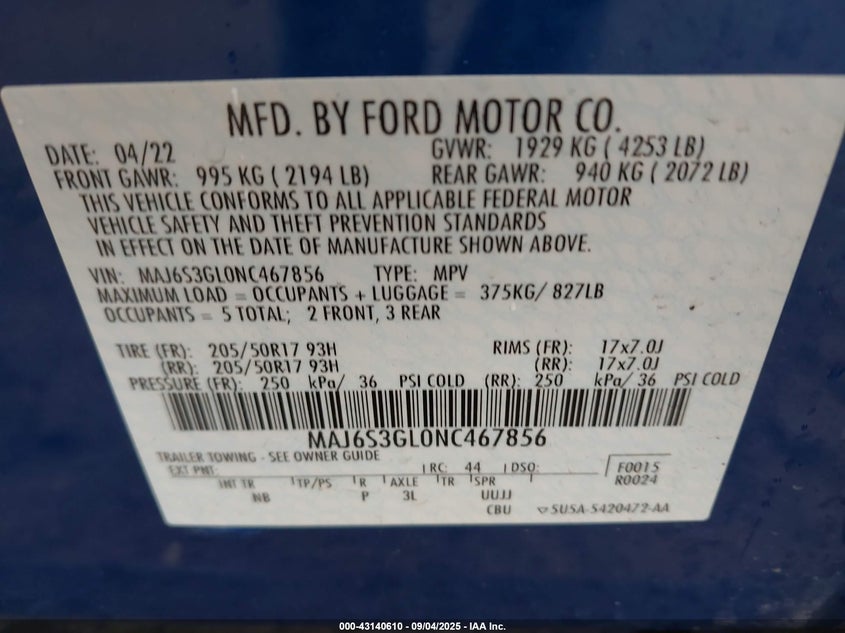 MFD. BY FORD MOTOR CO.
DATE: 04/22 GVWR: 1929 KG ( 4253 LB)
FRONT GAWR: 995 KG ( 2194 LB) REAR GAWR: 940 KG ( 2072 LB)
THIS VEHICLE CONFORMS TO ALL APPLICABLE FEDERAL MOTOR
VEHICLE SAFETY AND THEFT PREVENTION STANDARDS
IN EFFECT ON THE DATE OF MANUFACTURE SHOWN ABOVE.
VIN: MAJ6S3GL0NC467856 TYPE: MPV
MAXIMUM LOAD = OCCUPANTS + LUGGAGE = 375KG/ 827LB
OCCUPANTS = 5 TOTAL; 2 FRONT, 3 REAR
TIRE (FR): 205/50R17 93H RIMS (FR): 17x7.0J
(RR): 205/50R17 93H (RR): 17x7.0J
PRESSURE (FR): 250 kPa/ 36 PSI COLD (RR): 250 kPa/ 36 PSI COLD
MAJ6S3GL0NC467856
TRAILER TOWING - SEE OWNER GUIDE
EXT PNT: RC: 44 DSO: F0015
R0024
INT TR TP/PS R AXLE TR SPR
NB P 3L UUJJ
CBU SU5A-5420472-AA
000-43140610 - 09/04/2025 - IAA Inc.